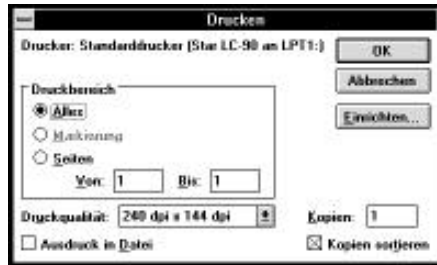 Drucken
Drucker: Standarddrucker (Star LC-90 an LPT1:)
OK
Abbrechen
Einrichten...
Druckbereich
Alles
Markierung
Seiten
Von: 1 Bis: 1
Druckqualität: 240 dpi x 144 dpi
Kopien: 1
Ausdruck in Datei
Kopien sortieren